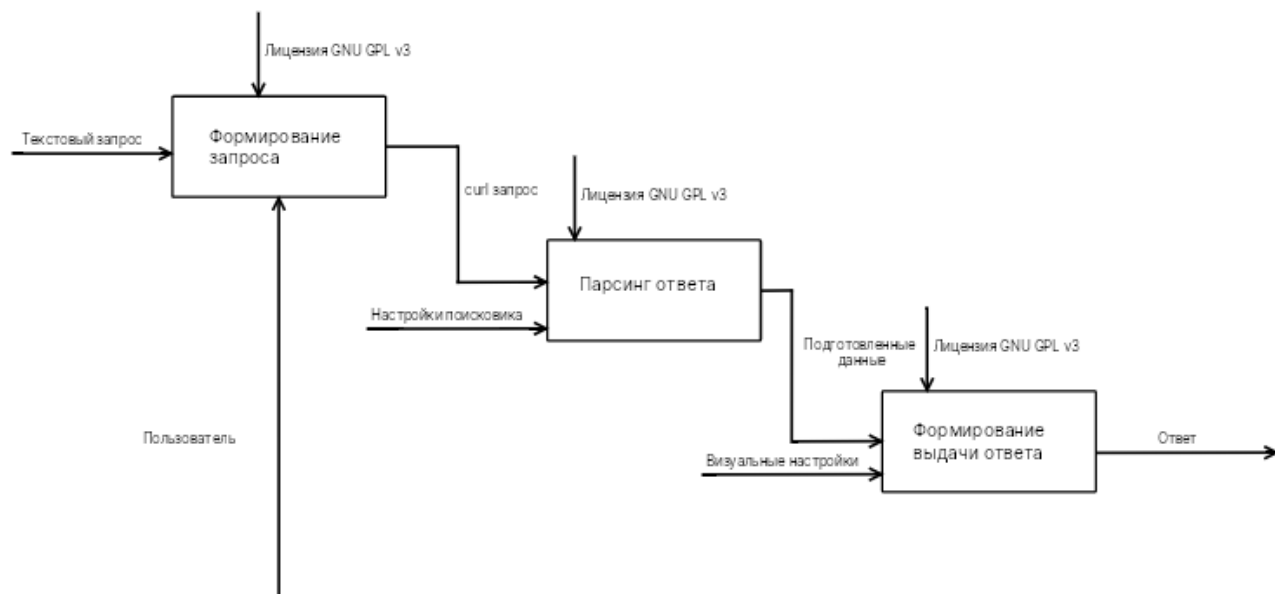 Лицензия GNU GPL v3
Текстовый запрос
Формирование
запроса
curl запрос
Лицензия GNU GPL v3
Парсинг ответа
Настройки поисковика
Подготовленные
данные
Лицензия GNU GPL v3
Пользователь
Формирование
выдачи ответа
Ответ
Визуальные настройки